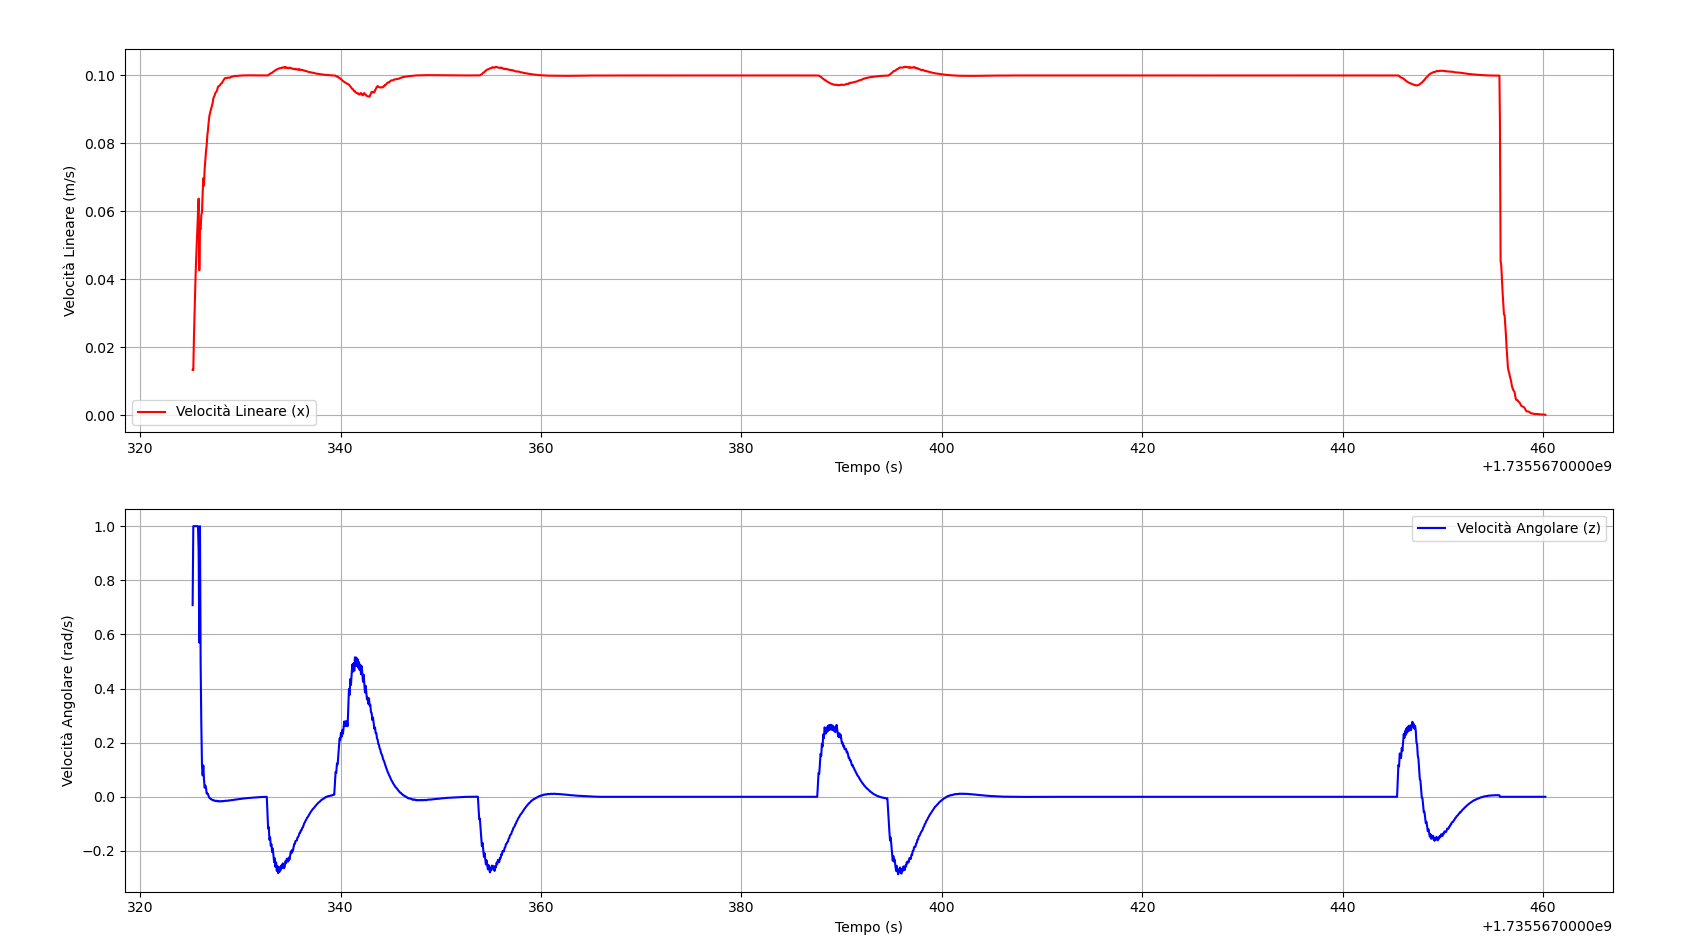 0.10
0.08
0.06
0.04
0.02
0.00
Velocità Lineare (m/s)
Velocità Lineare (x)
320 340 360 380 400 420 440 460
Tempo (s)
+1.7355670000e9
1.0
0.8
0.6
0.4
0.2
0.0
−0.2
Velocità Angolare (rad/s)
Velocità Angolare (z)
320 340 360 380 400 420 440 460
Tempo (s)
+1.7355670000e9